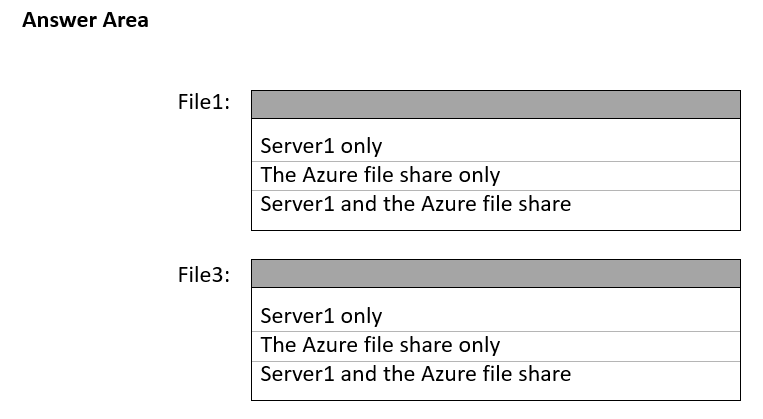 Answer Area
File1:
Server1 only
The Azure file share only
Server1 and the Azure file share
File3:
Server1 only
The Azure file share only
Server1 and the Azure file share